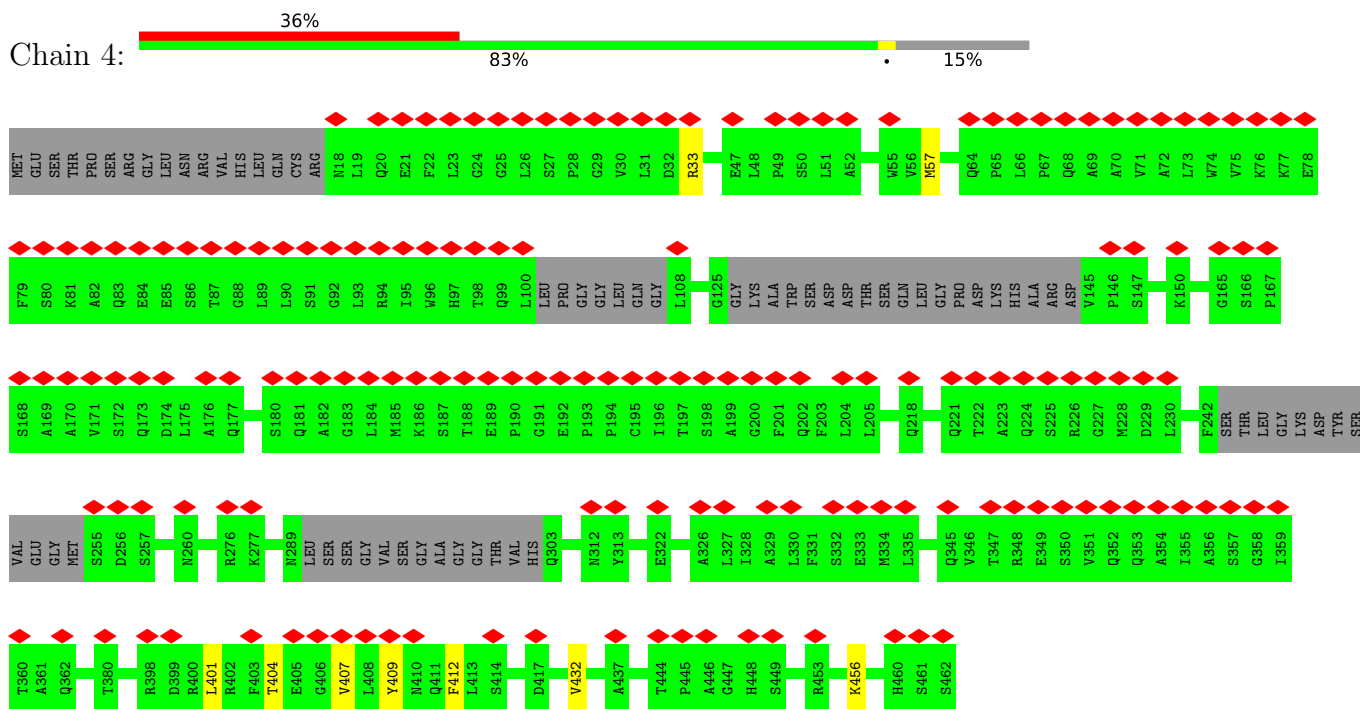 36%
Chain 4:
83% • 15%
MET GLU SER THR PRO SER ARG GLY LEU ASN ARG VAL HIS LEU GLN CYS ARG N18 L19 Q20 E21 F22 L23 G24 G25 L26 S27 P28 G29 V30 L31 D32 R33 E47 L48 P49 S50 L51 A52 W55 V56 M57 Q64 P65 L66 P67 Q68 A69 A70 V71 A72 L73 W74 V75 K76 K77 E78
F79 S80 K81 A82 Q83 E84 E85 S86 T87 G88 L89 L90 S91 G92 L93 R94 I95 W96 H97 T98 Q99 L100 LEU PRO GLY GLY LEU GLN GLY L108 G125 GLY LYS ALA TRP SER ASP ASP THR SER GLN LEU GLY PRO ASP LYS HIS ALA ARG ASP V145 P146 S147 K150 G165 S166 P167
S168 A169 A170 V171 S172 Q173 D174 L175 A176 Q177 S180 Q181 A182 G183 L184 M185 K186 S187 T188 E189 P190 G191 E192 P193 P194 C195 I196 T197 S198 A199 G200 F201 Q202 F203 L204 L205 Q218 Q221 T222 A223 Q224 S225 R226 G227 M228 D229 L230 F242 SER THR LEU GLY LYS ASP TYR SER
VAL GLU GLY MET S255 D256 S257 N260 R276 K277 N289 LEU SER SER GLY VAL SER GLY ALA GLY GLY THR VAL HIS Q303 N312 Y313 E322 A326 L327 I328 A329 L330 F331 S332 E333 M334 L335 Q345 V346 T347 R348 E349 S350 V351 Q352 Q353 A354 I355 A356 S357 G358 I359
T360 A361 Q362 T380 R398 D399 R400 L401 R402 F403 T404 E405 G406 V407 L408 Y409 N410 Q411 F412 L413 S414 D417 V432 A437 T444 P445 A446 G447 H448 S449 R453 K456 H460 S461 S462